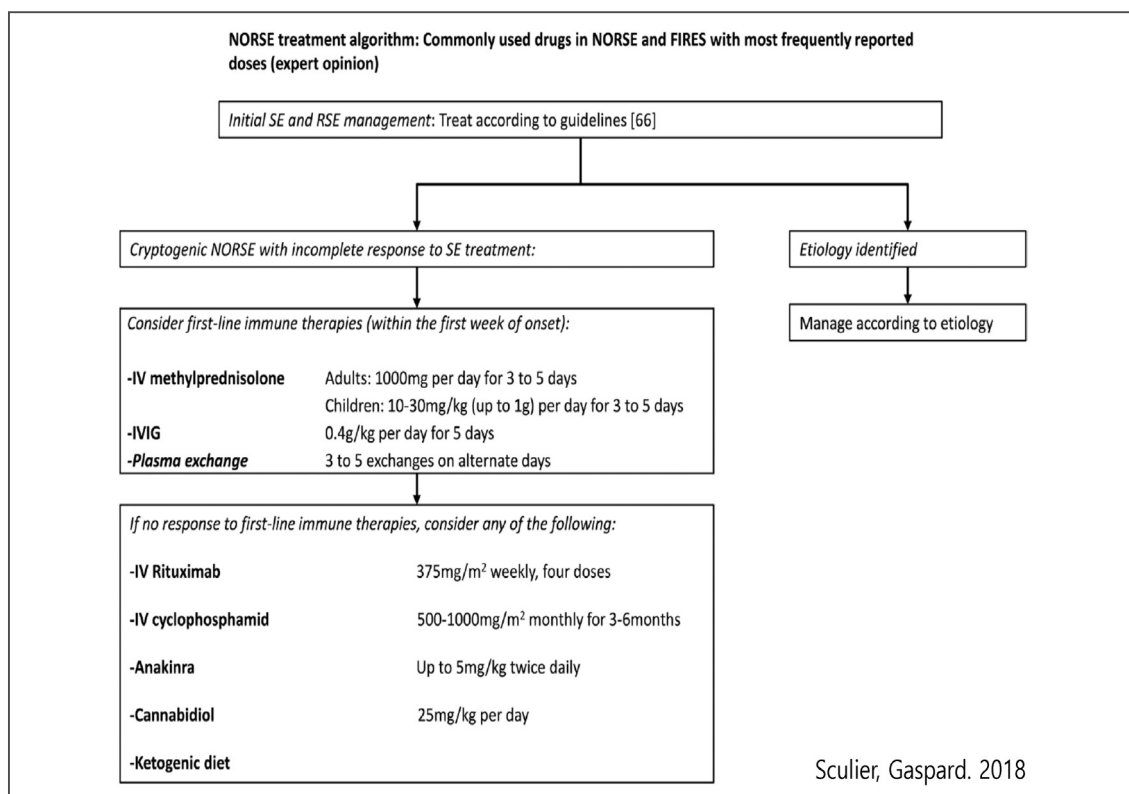 NORSE treatment algorithm: Commonly used drugs in NORSE and FIRES with most frequently reported
doses (expert opinion)
Initial SE and RSE management: Treat according to guidelines [66]
Cryptogenic NORSE with incomplete response to SE treatment:
Etiology identified
Consider first-line immune therapies (within the first week of onset):
Manage according to etiology
-IV methylprednisolone Adults: 1000mg per day for 3 to 5 days
Children: 10-30mg/kg (up to 1g) per day for 3 to 5 days
-IVIG 0.4g/kg per day for 5 days
-Plasma exchange 3 to 5 exchanges on alternate days
If no response to first-line immune therapies, consider any of the following:
-IV Rituximab 375mg/m² weekly, four doses
-IV cyclophosphamid 500-1000mg/m² monthly for 3-6months
-Anakinra Up to 5mg/kg twice daily
-Cannabidiol 25mg/kg per day
-Ketogenic diet
Sculier, Gaspard. 2018